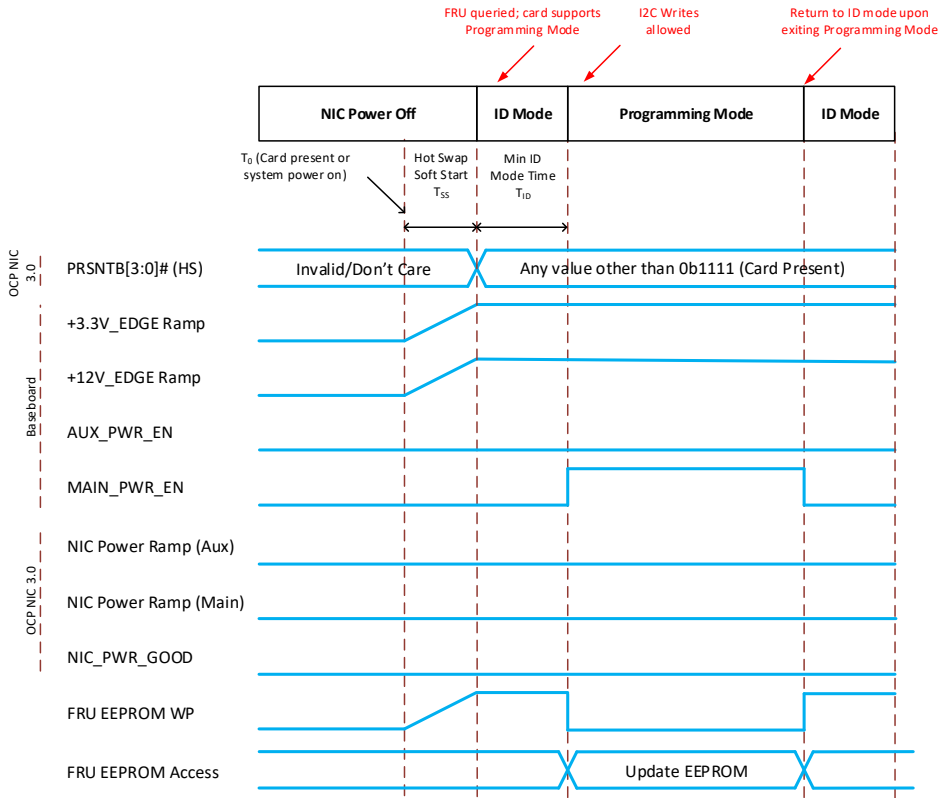 FRU queried; card supports
Programming Mode
I2C Writes
allowed
Return to ID mode upon
exiting Programming Mode
NIC Power Off
ID Mode
Programming Mode
ID Mode
T0 (Card present or
system power on)
Hot Swap
Soft Start
TSS
Min ID
Mode Time
TID
OCP NIC
3.0
PRSNTB[3:0]# (HS)
Invalid/Don't Care
Any value other than 0b1111 (Card Present)
Baseboard
+3.3V_EDGE Ramp
+12V_EDGE Ramp
AUX_PWR_EN
MAIN_PWR_EN
OCP NIC 3.0
NIC Power Ramp (Aux)
NIC Power Ramp (Main)
NIC_PWR_GOOD
FRU EEPROM WP
FRU EEPROM Access
Update EEPROM